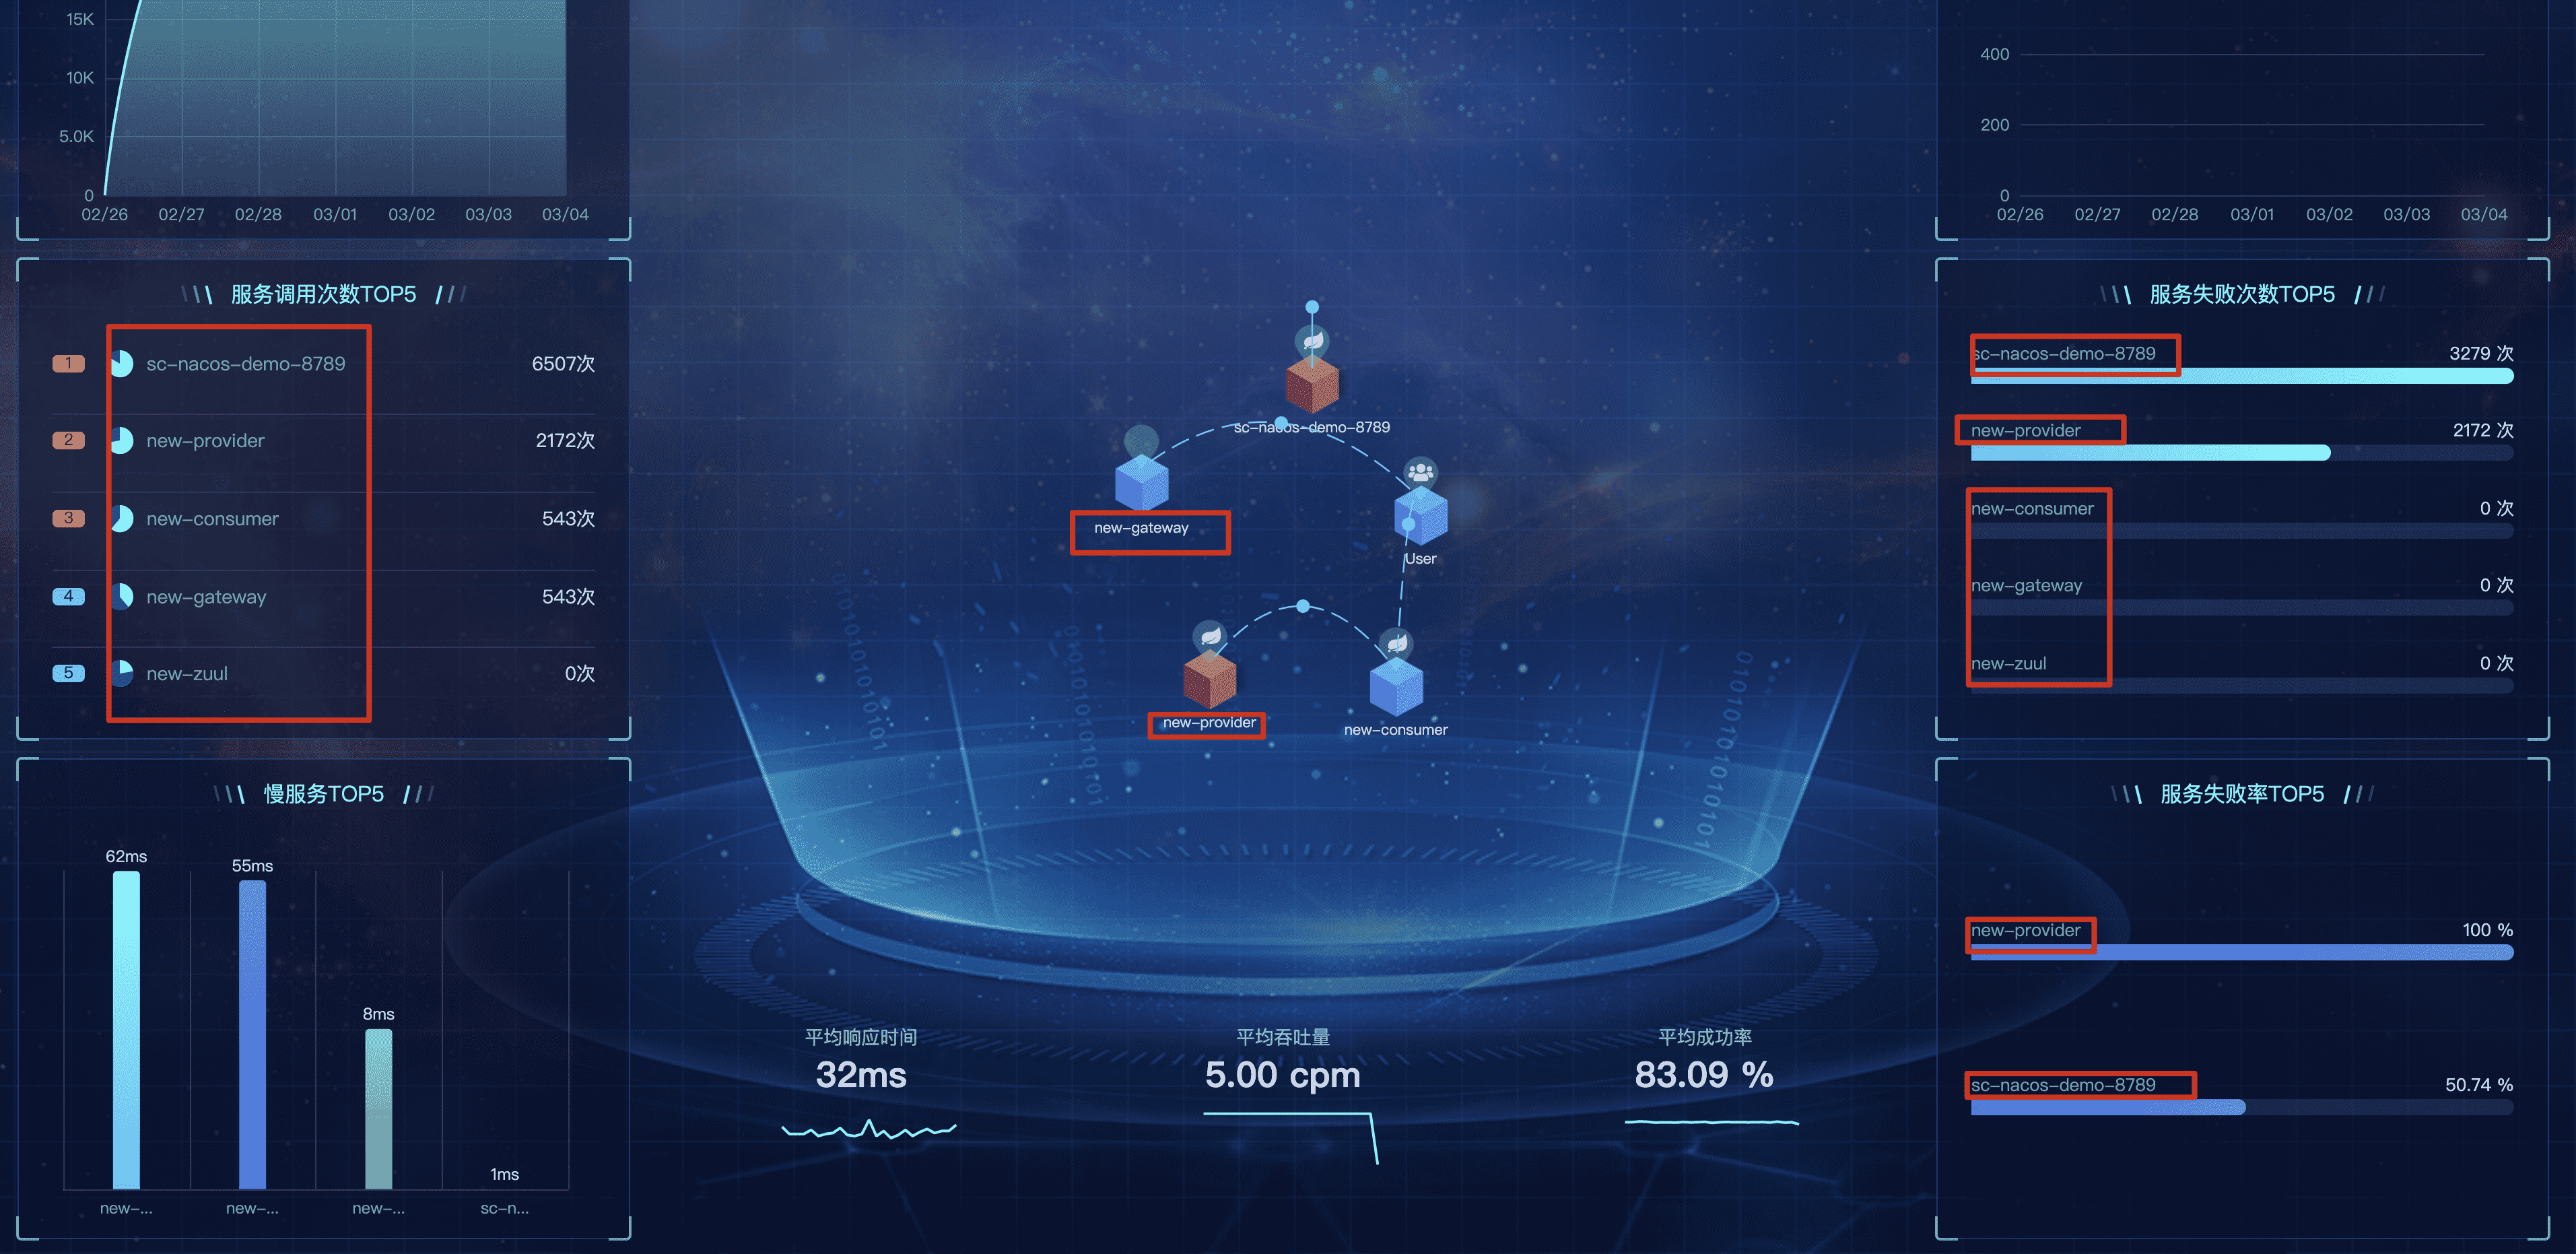 15K
10K
5.0K
0
02/26 02/27 02/28 03/01 03/02 03/03 03/04
服务调用次数TOP5
1 sc-nacos-demo-8789 6507次
2 new-provider 2172次
3 new-consumer 543次
4 new-gateway 543次
5 new-zuul 0次
慢服务TOP5
62ms
55ms
8ms
1ms
new-... new-... new-... sc-n...
sc-nacos-demo-8789
new-gateway
User
new-provider
new-consumer
01010101
平均响应时间
32ms
平均吞吐量
5.00 cpm
平均成功率
83.09 %
400
200
0
02/26 02/27 02/28 03/01 03/02 03/03 03/04
服务失败次数TOP5
sc-nacos-demo-8789 3279 次
new-provider 2172 次
new-consumer 0 次
new-gateway 0 次
new-zuul 0 次
服务失败率TOP5
new-provider 100 %
sc-nacos-demo-8789 50.74 %